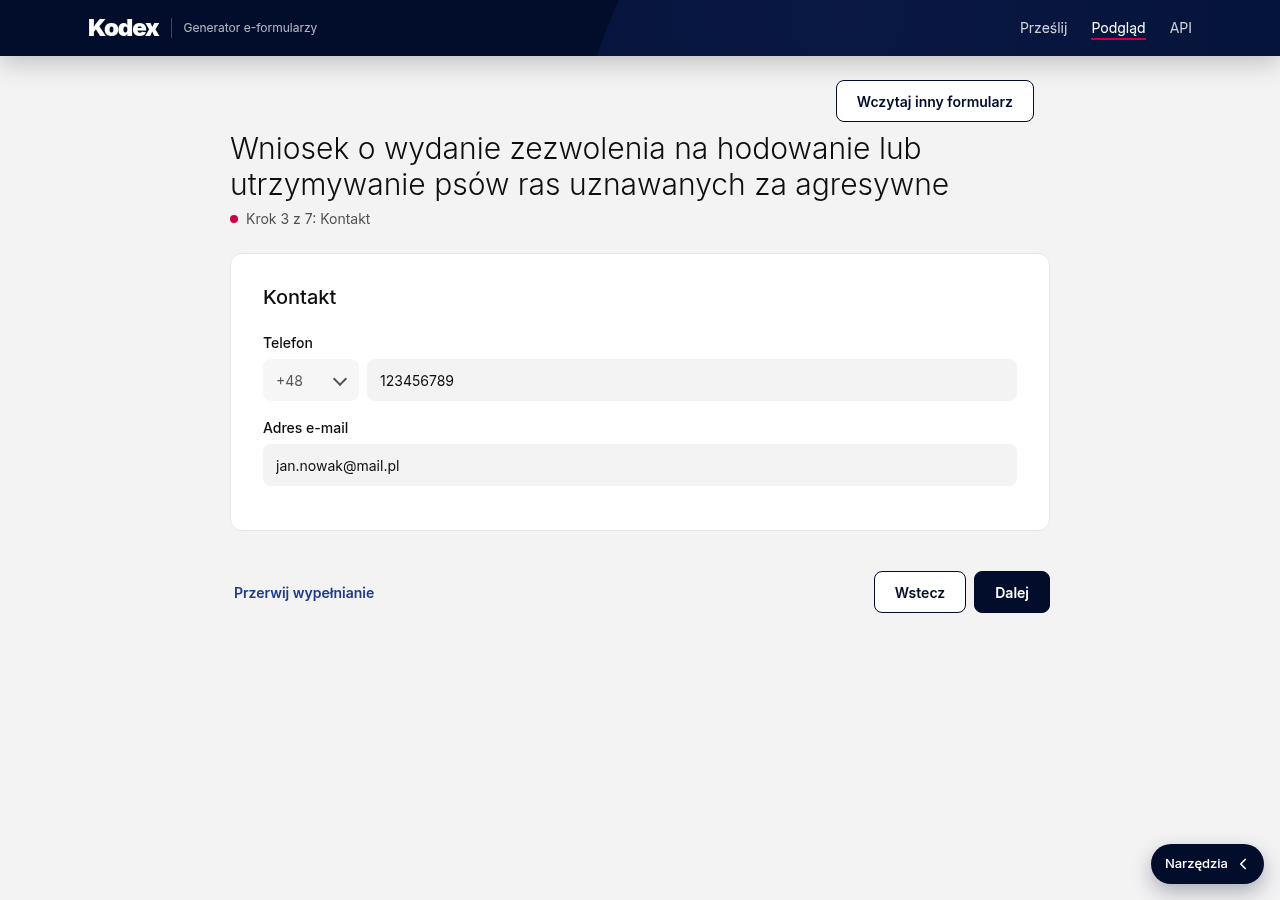 Kodex
Generator e-formularzy
Prześlij
Podgląd
API
Wczytaj inny formularz
Wniosek o wydanie zezwolenia na hodowanie lub
utrzymywanie psów ras uznawanych za agresywne
Krok 3 z 7: Kontakt
Kontakt
Telefon
+48
123456789
Adres e-mail
jan.nowak@mail.pl
Przerwij wypełnianie
Wstecz
Dalej
Narzędzia